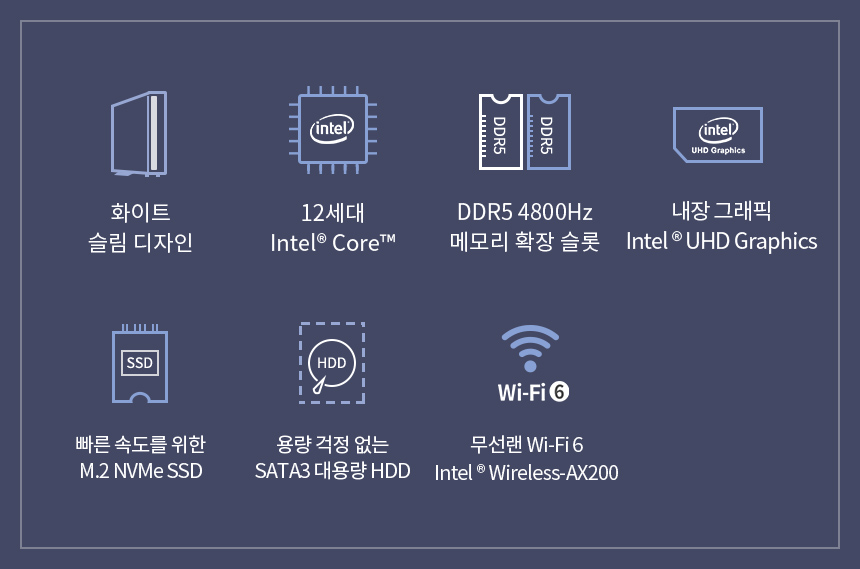 intel
DDR5
DDR5
intel
UHD Graphics
화이트
슬림 디자인
12세대
Intel® Core™
DDR5 4800Hz
메모리 확장 슬롯
내장 그래픽
Intel® UHD Graphics
SSD
HDD
Wi-Fi 6
빠른 속도를 위한
M.2 NVMe SSD
용량 걱정 없는
SATA3 대용량 HDD
무선랜 Wi-Fi 6
Intel® Wireless-AX200